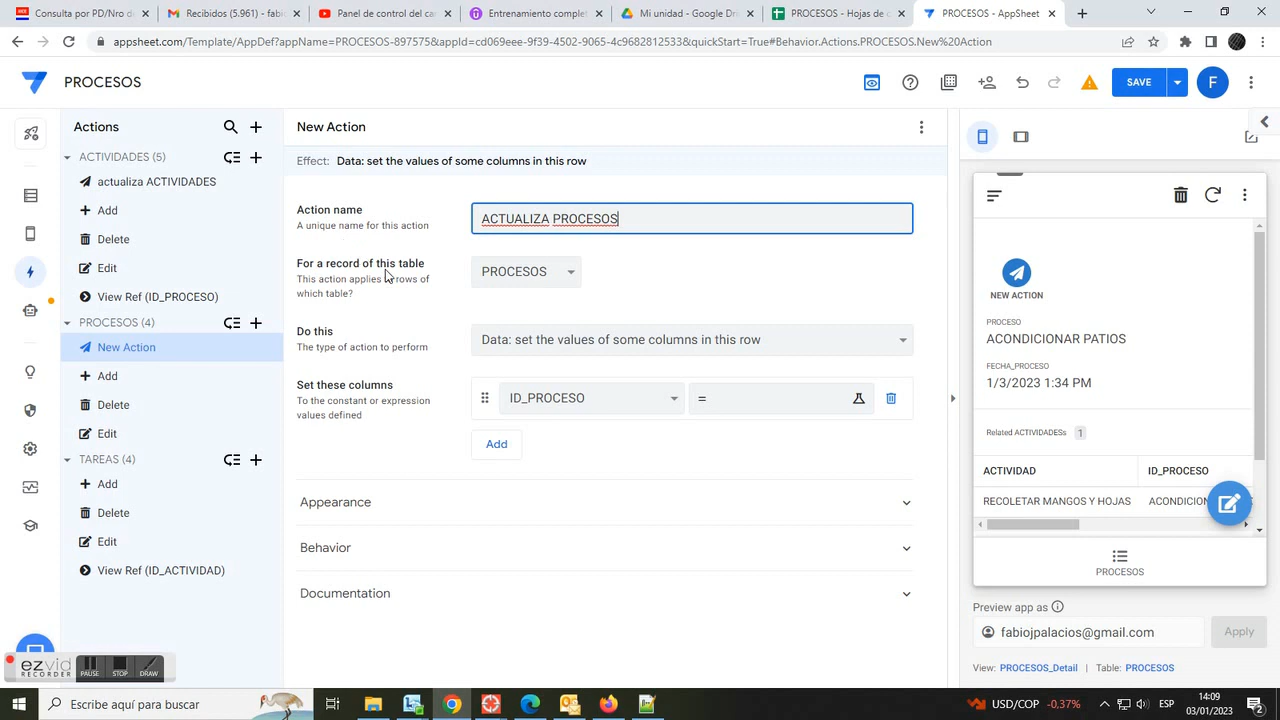 Consulta por PD/Nro d
Recibidos (5.961) - fabio
Panel de control del ca
Entrenamiento comple
Mi unidad - Google Dr
PROCESOS - Hojas de
PROCESOS - AppSheet
appsheet.com/Template/AppDef?appName=PROCESOS-897575&appId=cd069eee-9f39-4502-9065-4c9682812533&quickStart=True#Behavior.Actions.PROCESOS.New%20Action
PROCESOS
SAVE
F
Actions
ACTIVIDADES (5)
actualiza ACTIVIDADES
Add
Delete
Edit
View Ref (ID_PROCESO)
PROCESOS (4)
New Action
Add
Delete
Edit
TAREAS (4)
Add
Delete
Edit
View Ref (ID_ACTIVIDAD)
New Action
Effect: Data: set the values of some columns in this row
Action name
A unique name for this action
ACTUALIZA PROCESOS
For a record of this table
This action applies rows of
which table?
PROCESOS
Do this
The type of action to perform
Data: set the values of some columns in this row
Set these columns
To the constant or expression
values defined
ID_PROCESO
=
Add
Appearance
Behavior
Documentation
NEW ACTION
PROCESO
ACONDICIONAR PATIOS
FECHA_PROCESO
1/3/2023 1:34 PM
Related ACTIVIDADESs 1
ACTIVIDAD ID_PROCESO
RECOLETAR MANGOS Y HOJAS ACONDICION
PROCESOS
Preview app as
fabiojpalacios@gmail.com
Apply
View: PROCESOS_Detail | Table: PROCESOS
ezvid
RECORDER
PAUSE
STOP
DRAW
Escribe aquí para buscar
USD/COP -0,37%
ESP
14:09
03/01/2023
2